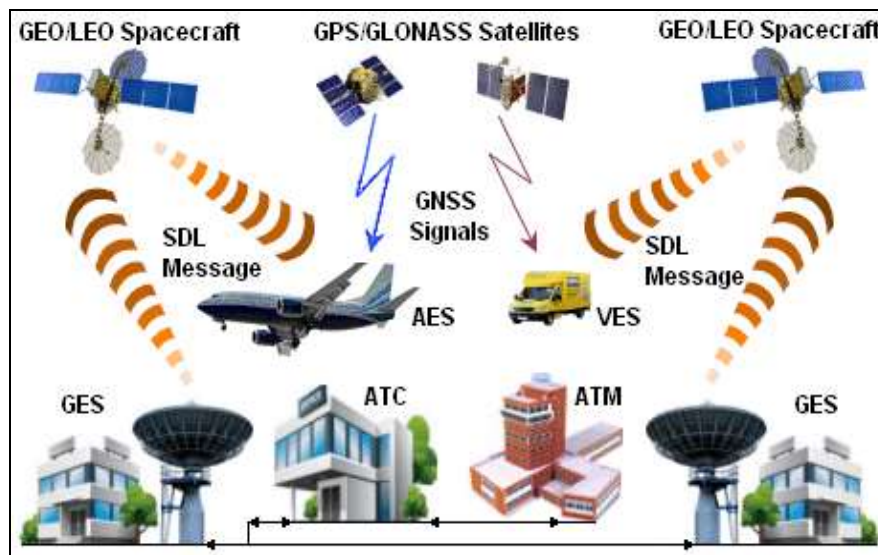 GEO/LEO Spacecraft
GPS/GLONASS Satellites
GEO/LEO Spacecraft
GNSS
Signals
SDL
Message
SDL
Message
AES
VES
GES
ATC
ATM
GES